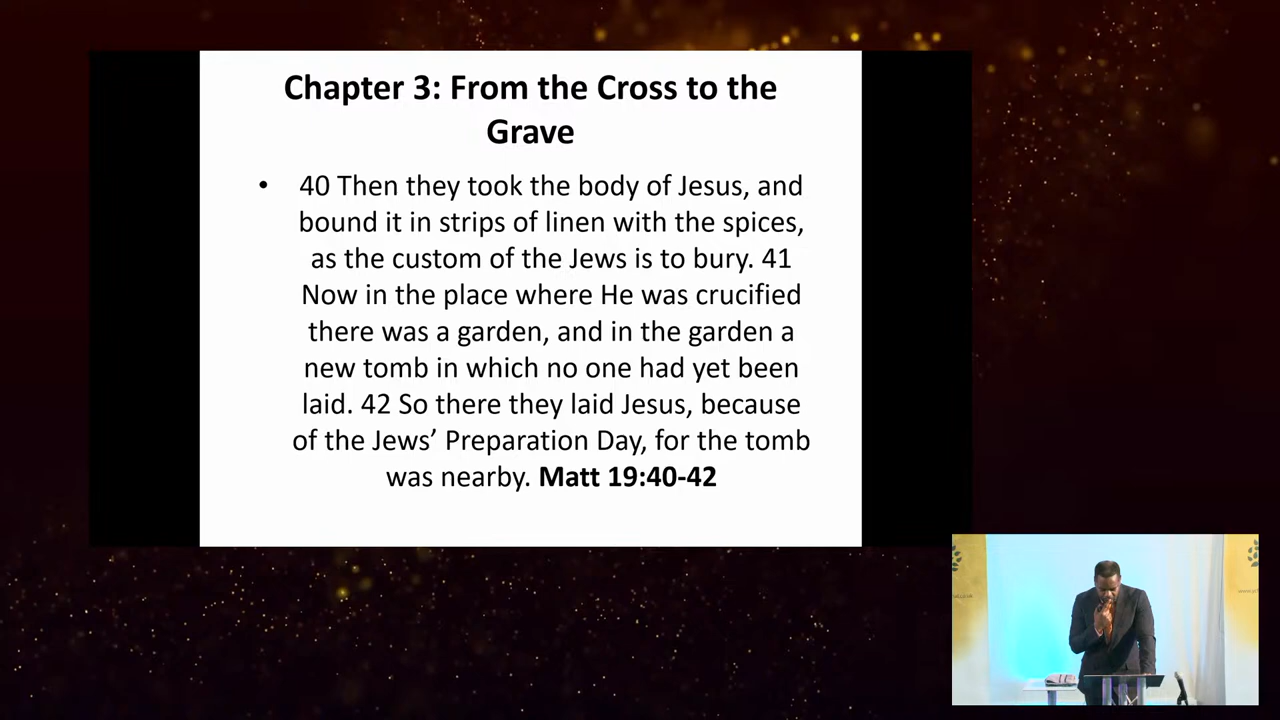 Chapter 3: From the Cross to the
Grave
• 40 Then they took the body of Jesus, and
bound it in strips of linen with the spices,
as the custom of the Jews is to bury. 41
Now in the place where He was crucified
there was a garden, and in the garden a
new tomb in which no one had yet been
laid. 42 So there they laid Jesus, because
of the Jews’ Preparation Day, for the tomb
was nearby. Matt 19:40-42